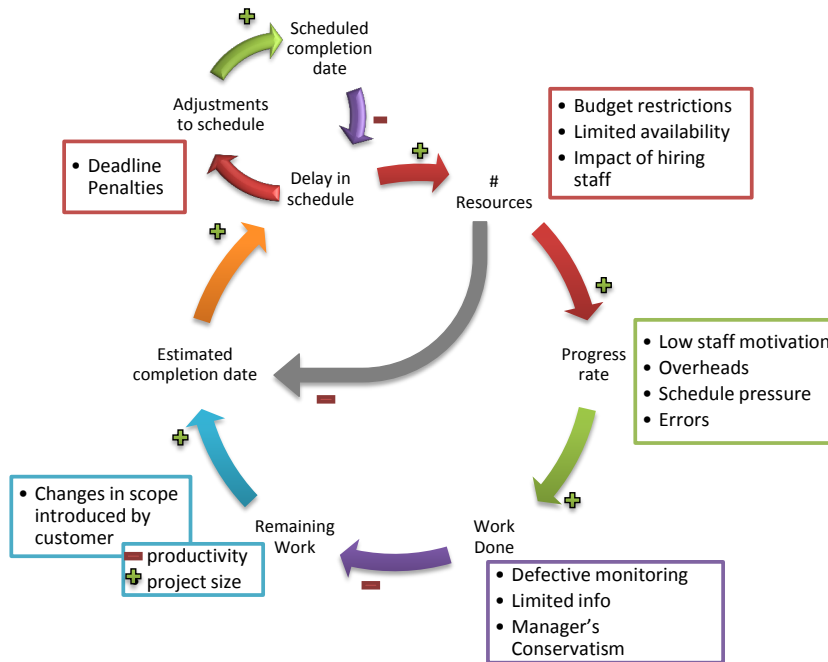 Scheduled
completion
date
Adjustments
to schedule
• Budget restrictions
• Limited availability
• Impact of hiring
staff
• Deadline
Penalties
Delay in
schedule
#
Resources
Estimated
completion date
Progress
rate
• Low staff motivation
• Overheads
• Schedule pressure
• Errors
• Changes in scope
introduced by
customer
productivity
project size
Remaining
Work
Work
Done
• Defective monitoring
• Limited info
• Manager's
Conservatism